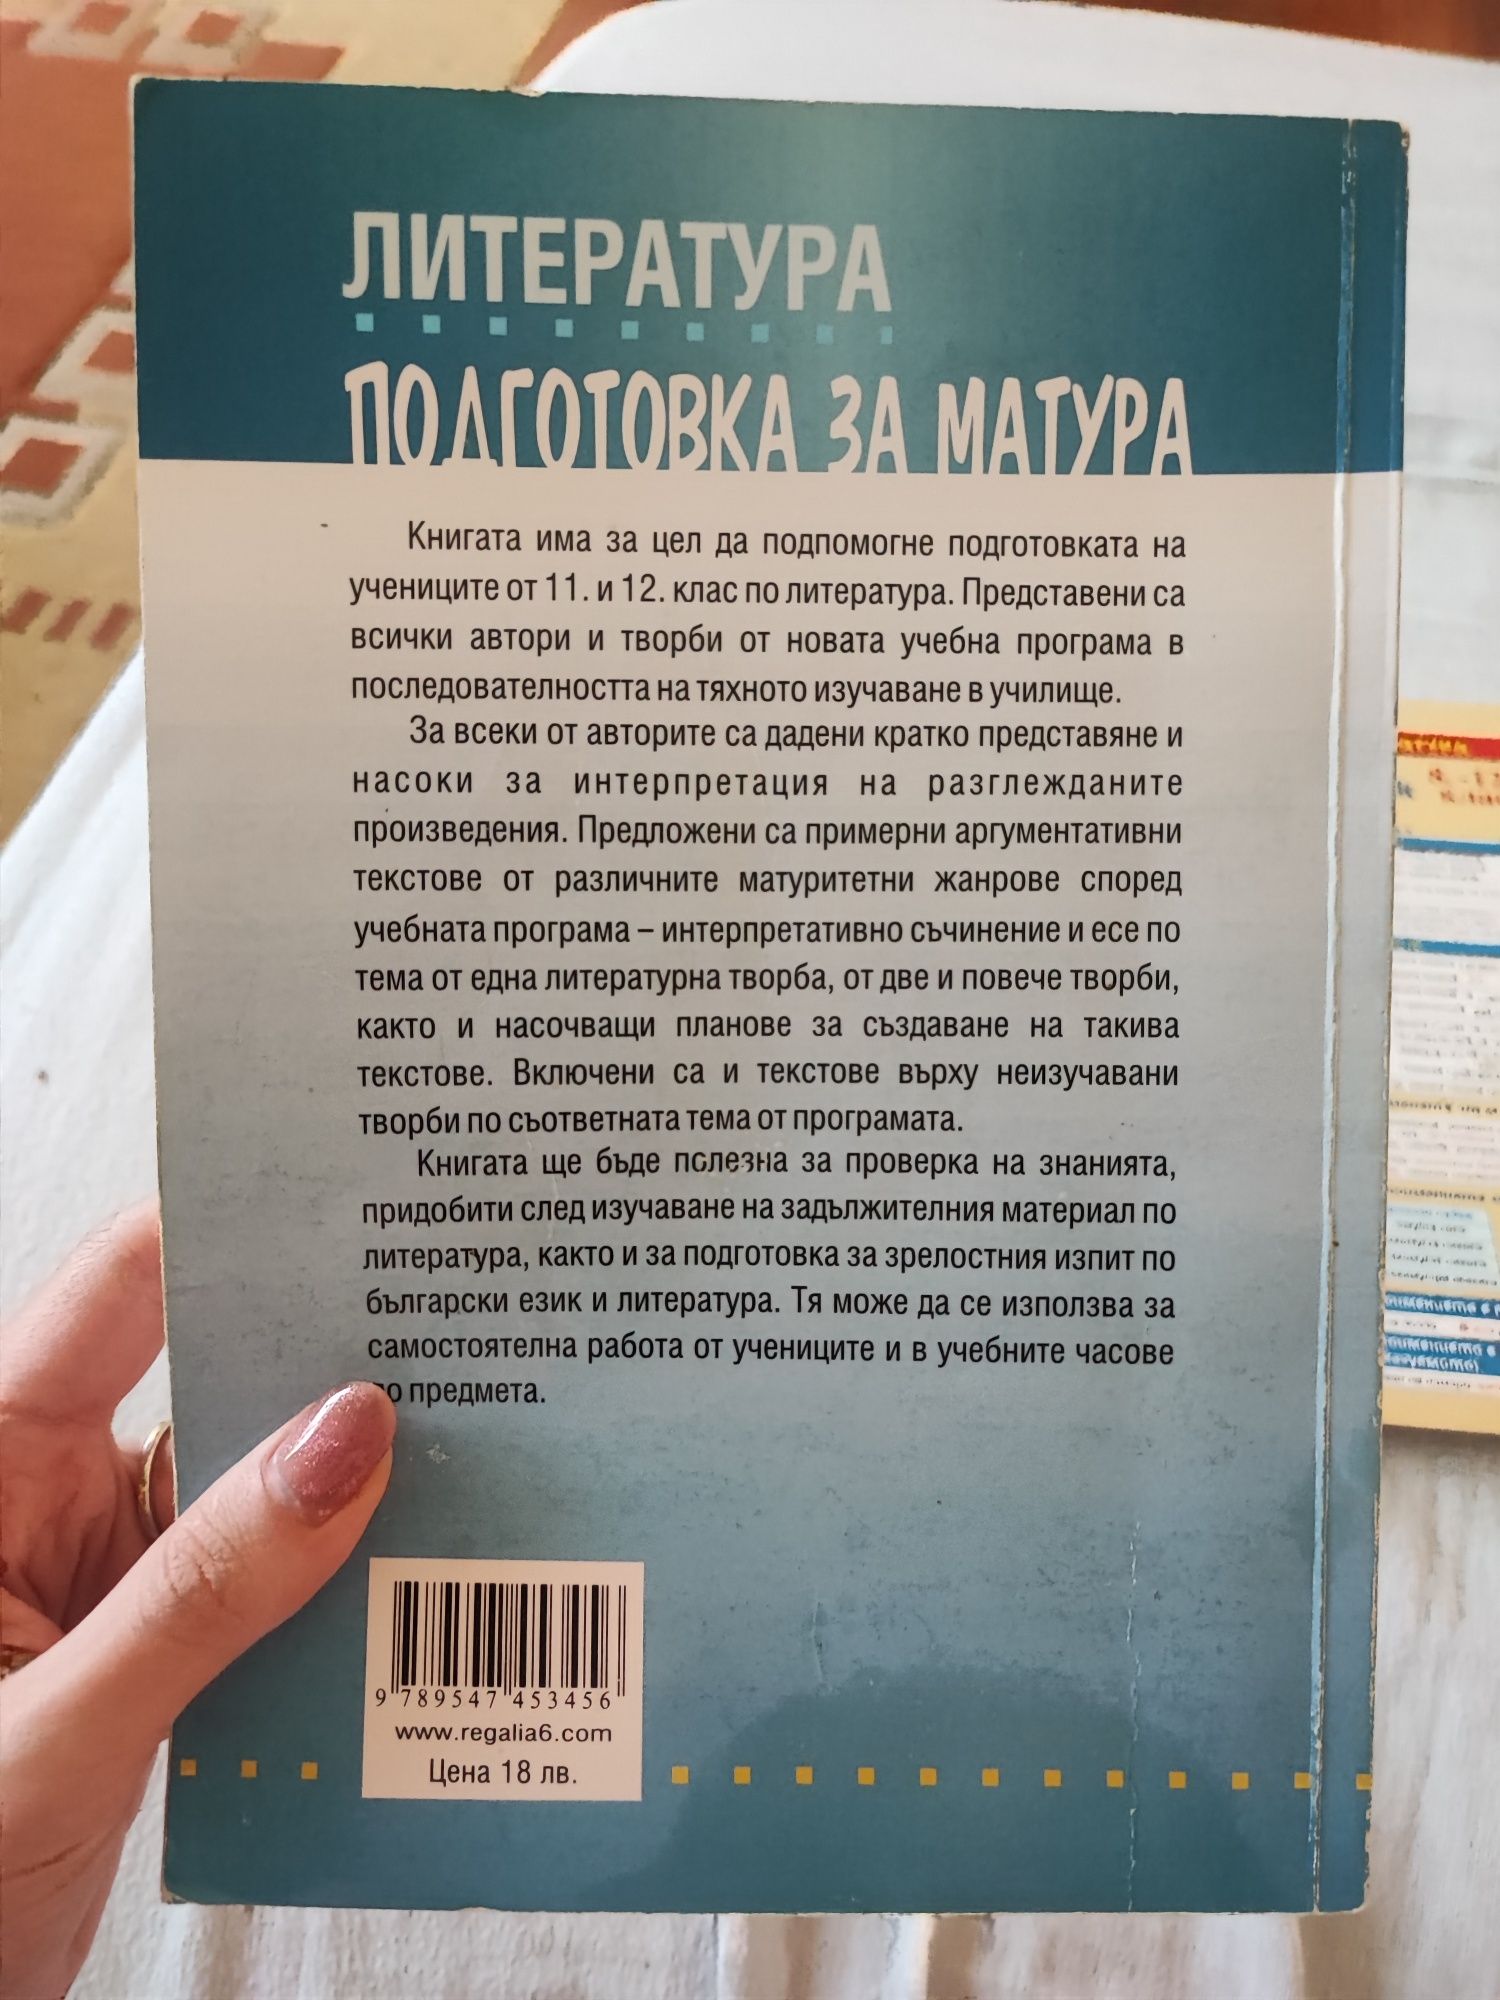 ЛИТЕРАТУРА
ПОДГОТОВКА ЗА МАТУРА
Книгата има за цел да подпомогне подготовката на
учениците от 11. и 12. клас по литература. Представени са
всички автори и творби от новата учебна програма в
последователността на тяхното изучаване в училище.
За всеки от авторите са дадени кратко представяне и
насоки за интерпретация на разглежданите
произведения. Предложени са примерни аргументативни
текстове от различните матуритетни жанрове според
учебната програма – интерпретативно съчинение и есе по
тема от една литературна творба, от две и повече творби,
както и насочващи планове за създаване на такива
текстове. Включени са и текстове върху неизучавани
творби по съответната тема от програмата.
Книгата ще бъде полезна за проверка на знанията,
придобити след изучаване на задължителния материал по
литература, както и за подготовка за зрелостния изпит по
български език и литература. Тя може да се използва за
самостоятелна работа от учениците и в учебните часове
по предмета.
9 789547 453456
www.regalia6.com
Цена 18 лв.